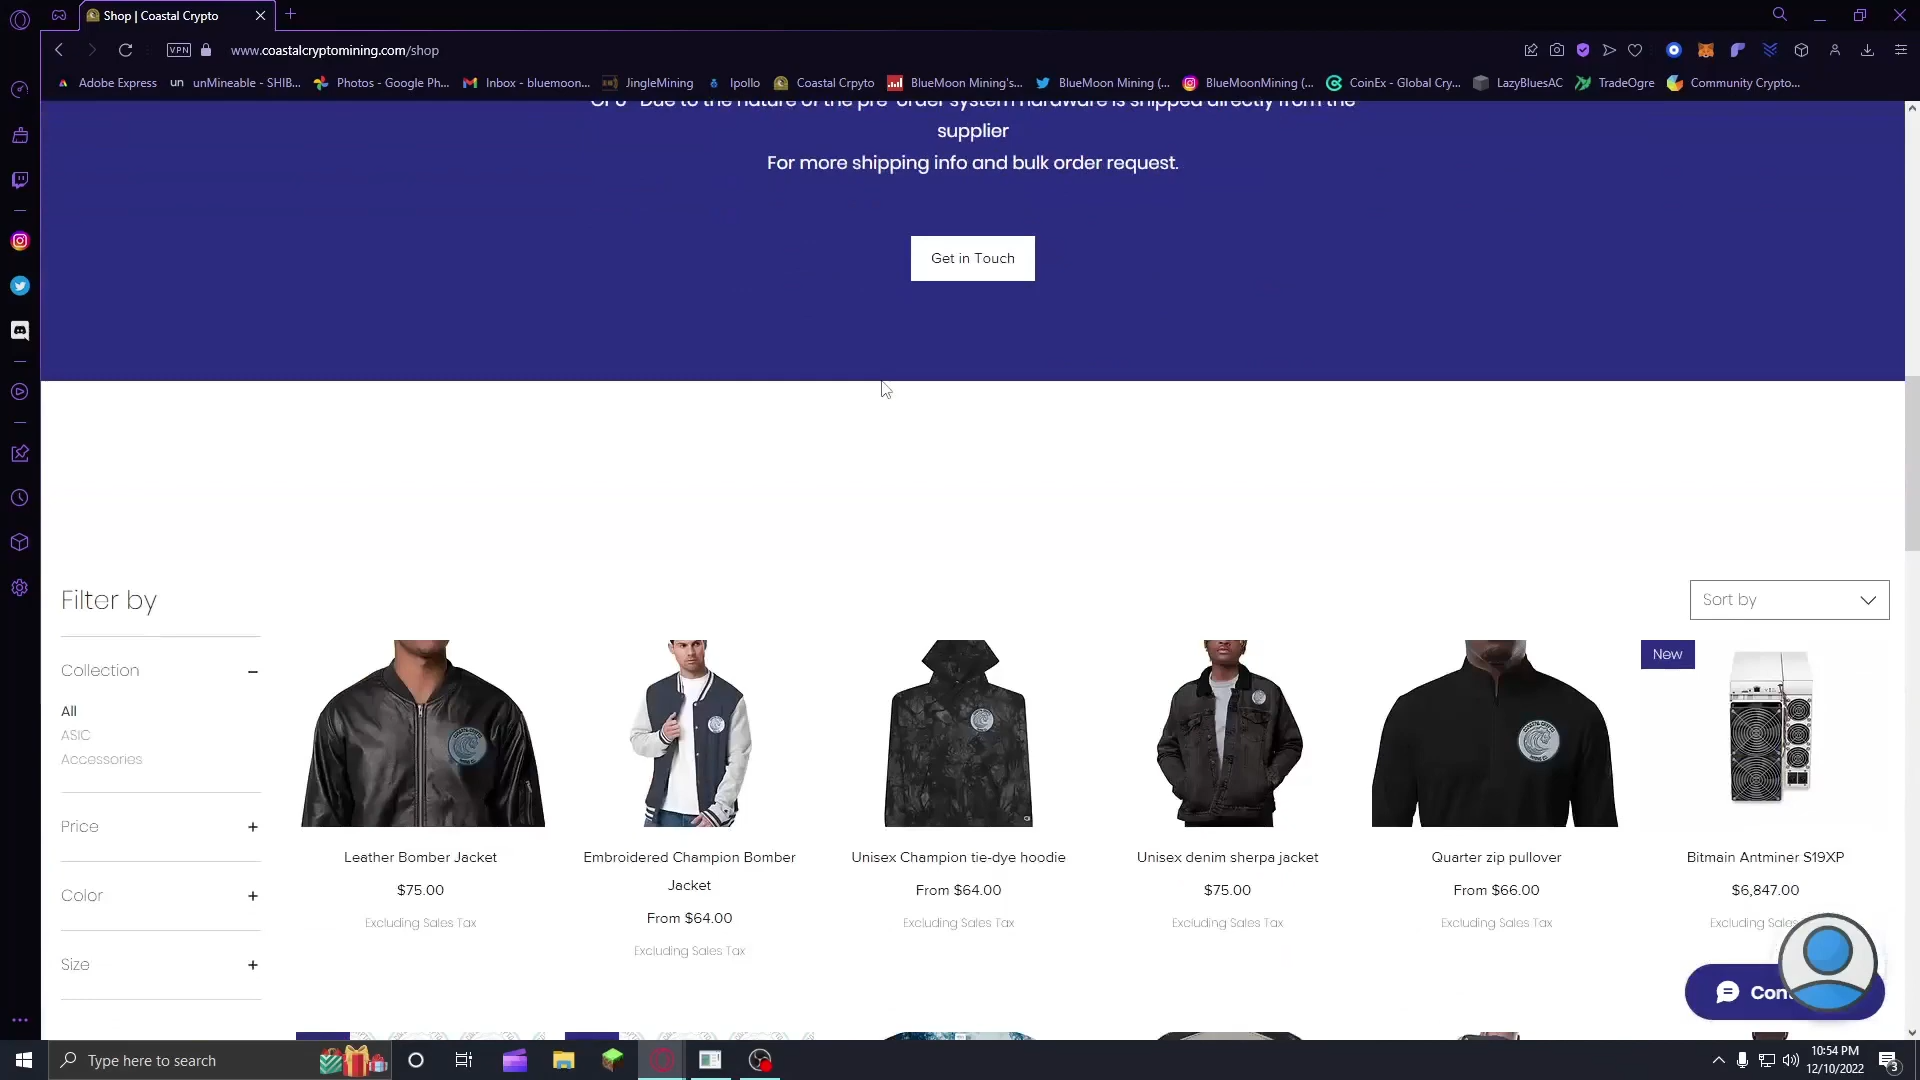 Shop | Coastal Crypto
VPN
www.coastalcryptomining.com/shop
Adobe Express
un unMineable - SHIB...
Photos - Google Ph...
Inbox - bluemoon...
JingleMining
Ipollo
Coastal Crpyto
BlueMoon Mining's...
BlueMoon Mining (...
BlueMoonMining (...
CoinEx - Global Cry...
LazyBluesAC
TradeOgre
Community Crypto...
Due to the nature of the pre-order system hardware is shipped directly from the
supplier
For more shipping info and bulk order request.
Get in Touch
Filter by
Sort by
Collection
All
ASIC
Accessories
Price
Color
Size
New
Leather Bomber Jacket
$75.00
Excluding Sales Tax
Embroidered Champion Bomber
Jacket
From $64.00
Excluding Sales Tax
Unisex Champion tie-dye hoodie
From $64.00
Excluding Sales Tax
Unisex denim sherpa jacket
$75.00
Excluding Sales Tax
Quarter zip pullover
From $66.00
Excluding Sales Tax
Bitmain Antminer S19XP
$6,847.00
Excluding Sales
Type here to search
10:54 PM
12/10/2022
3